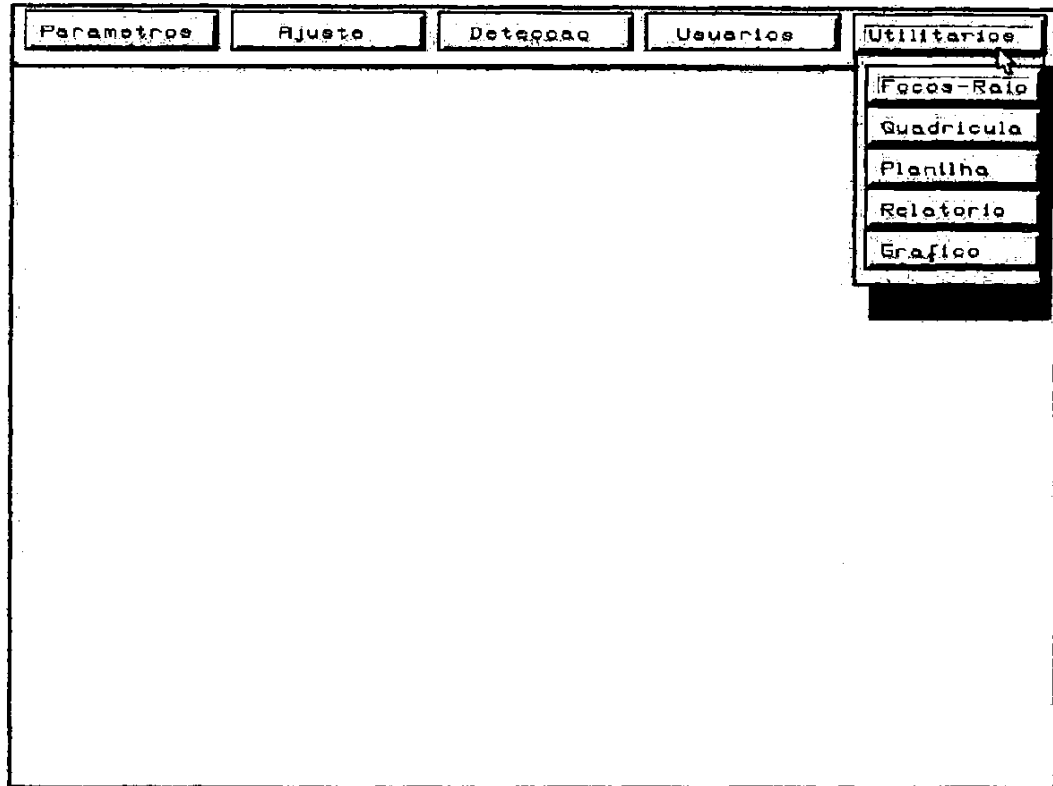 Parametros Ajuste Deteccao Usuarios Utilitarios
Focos-Raio
Quadricula
Planilha
Relatorio
Grafico